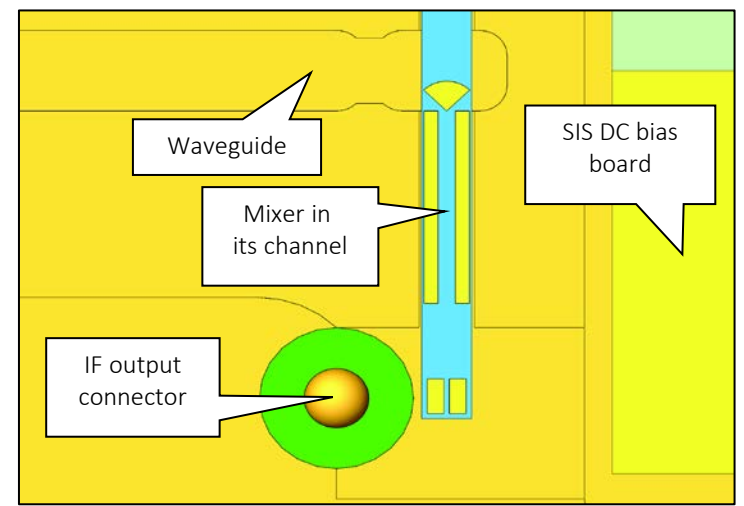 Waveguide
SIS DC bias
board
Mixer in
its channel
IF output
connector